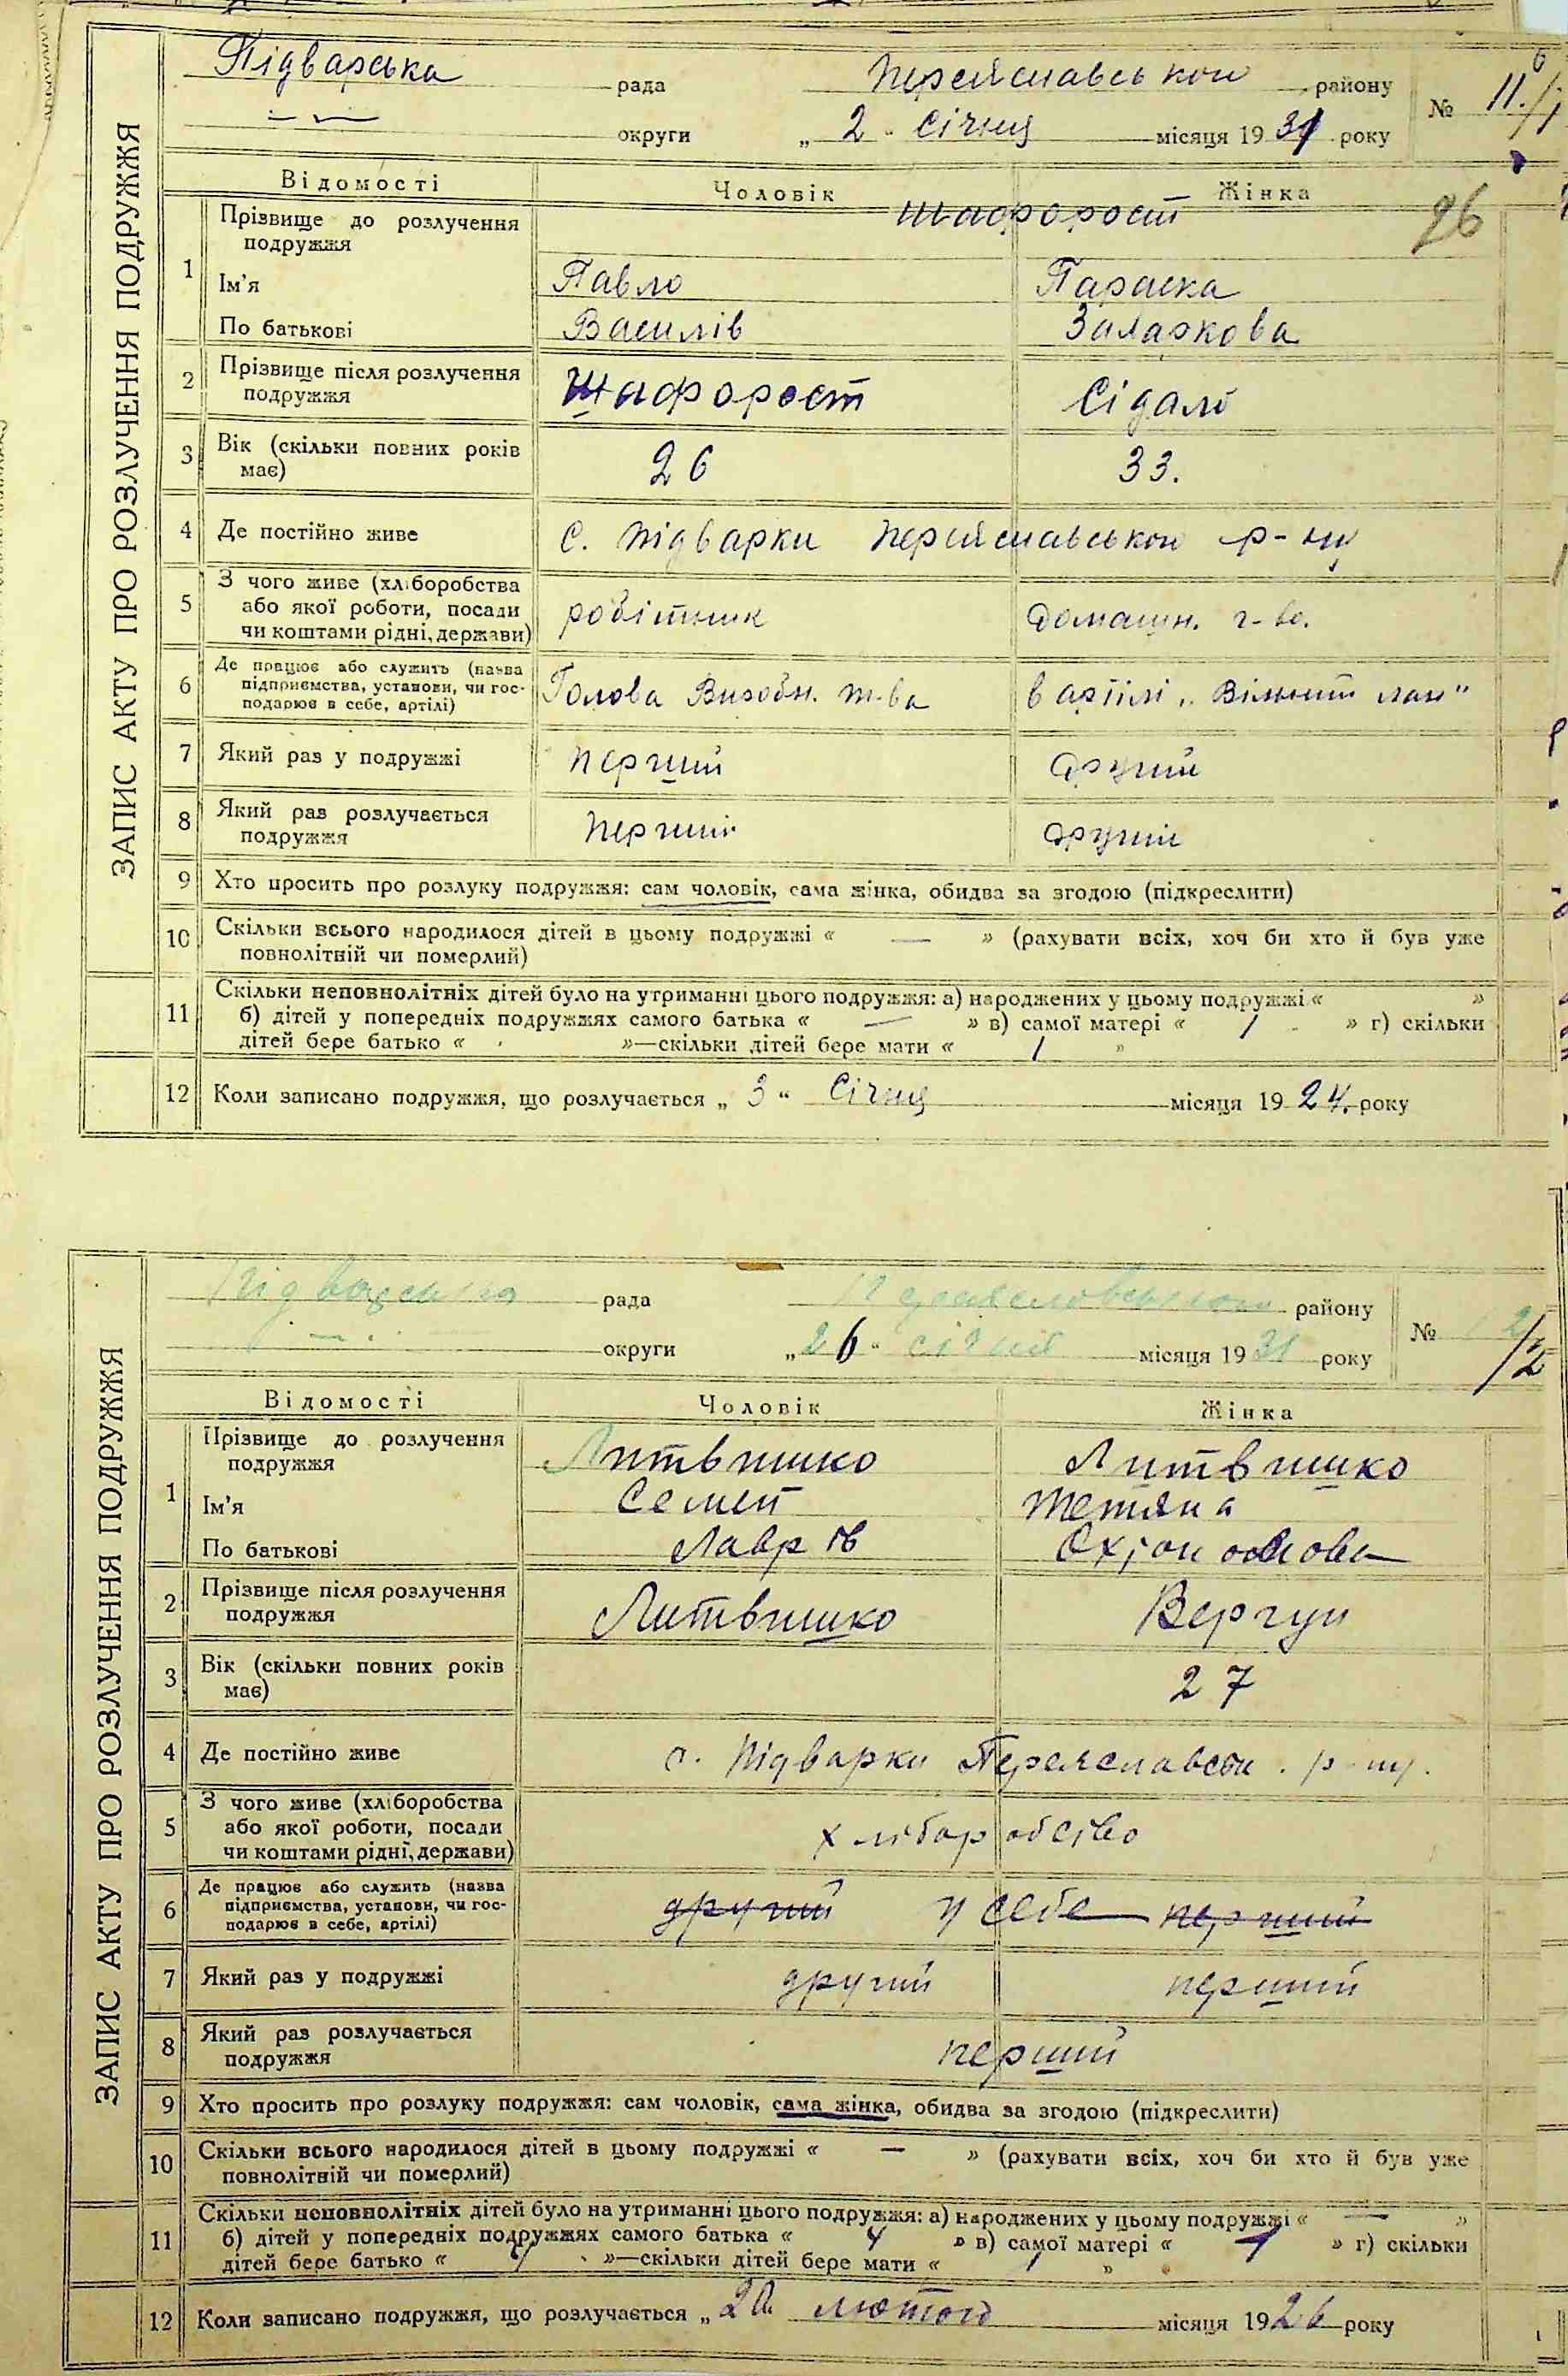 ЗАПИС АКТУ ПРО РОЗЛУЧЕННЯ ПОДРУЖЖЯ
Підварська рада Переяславської району № 11./1
округи „ 2 “ Січня місяця 1931 року
Відомості Чоловік Жінка
26
1 Прізвище до розлучення подружжя Шафорост
Ім'я Павло Параска
По батькові Василів Захаркова
2 Прізвище після розлучення подружжя Шафорост Сідало
3 Вік (скільки повних років має) 26 33.
4 Де постійно живе С. Підварки Переяславської р-ну
5 З чого живе (хліборобства або якої роботи, посади чи коштами рідні, держави) робітник домашн. г-во.
6 Де працює або служить (назва підприємства, установи, чи господарює в себе, артілі) Голова Виробн. т-ва в артілі „Вільний лан"
7 Який раз у подружжі перший другий
8 Який раз розлучається подружжя перший другий
9 Хто просить про розлуку подружжя: сам чоловік, сама жінка, обидва за згодою (підкреслити)
10 Скільки всього народилося дітей в цьому подружжі « — » (рахувати всіх, хоч би хто й був уже
повнолітній чи померлий)
11 Скільки неповнолітніх дітей було на утриманні цього подружжя: а) народжених у цьому подружжі « »
б) дітей у попередніх подружжях самого батька « — » в) самої матері « 1 » г) скільки
дітей бере батько « »—скільки дітей бере мати « 1 »
12 Коли записано подружжя, що розлучається „ 3 “ Січня місяця 1924. року
ЗАПИС АКТУ ПРО РОЗЛУЧЕННЯ ПОДРУЖЖЯ
рада району № 12/2
округи „ 26 “ січня місяця 1931 року
Відомості Чоловік Жінка
1 Прізвище до розлучення подружжя Литвишко Литвишко
Ім'я Семен Тетяна
По батькові Лаврів
2 Прізвище після розлучення подружжя Литвишко Вергун
3 Вік (скільки повних років має) 27
4 Де постійно живе с. Підварки Переяславськ. р-ну.
5 З чого живе (хліборобства або якої роботи, посади чи коштами рідні, держави) хліборобство
6 Де працює або служить (назва підприємства, установи, чи господарює в себе, артілі) другий у себе перший
7 Який раз у подружжі другий перший
8 Який раз розлучається подружжя перший
9 Хто просить про розлуку подружжя: сам чоловік, сама жінка, обидва за згодою (підкреслити)
10 Скільки всього народилося дітей в цьому подружжі « — » (рахувати всіх, хоч би хто й був уже
повнолітній чи померлий)
11 Скільки неповнолітніх дітей було на утриманні цього подружжя: а) народжених у цьому подружжі « — »
б) дітей у попередніх подружжях самого батька « 4 » в) самої матері « 1 » г) скільки
дітей бере батько « 4 »—скільки дітей бере мати « 1 »
12 Коли записано подружжя, що розлучається „ “ лютого місяця 1926 року